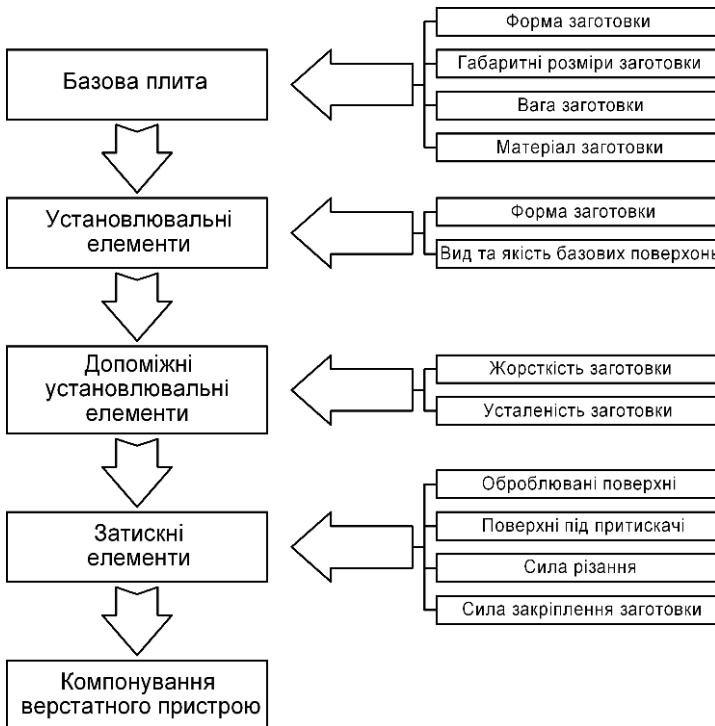 Форма заготовки
Габаритні розміри заготовки
Базова плита
Вага заготовки
Матеріал заготовки
Установлювальні
елементи
Форма заготовки
Вид та якість базових поверхонь
Допоміжні
установлювальні
елементи
Жорсткість заготовки
Усталеність заготовки
Затискні
елементи
Оброблювані поверхні
Поверхні під притискачі
Сила різання
Сила закріплення заготовки
Компонування
верстатного пристрою